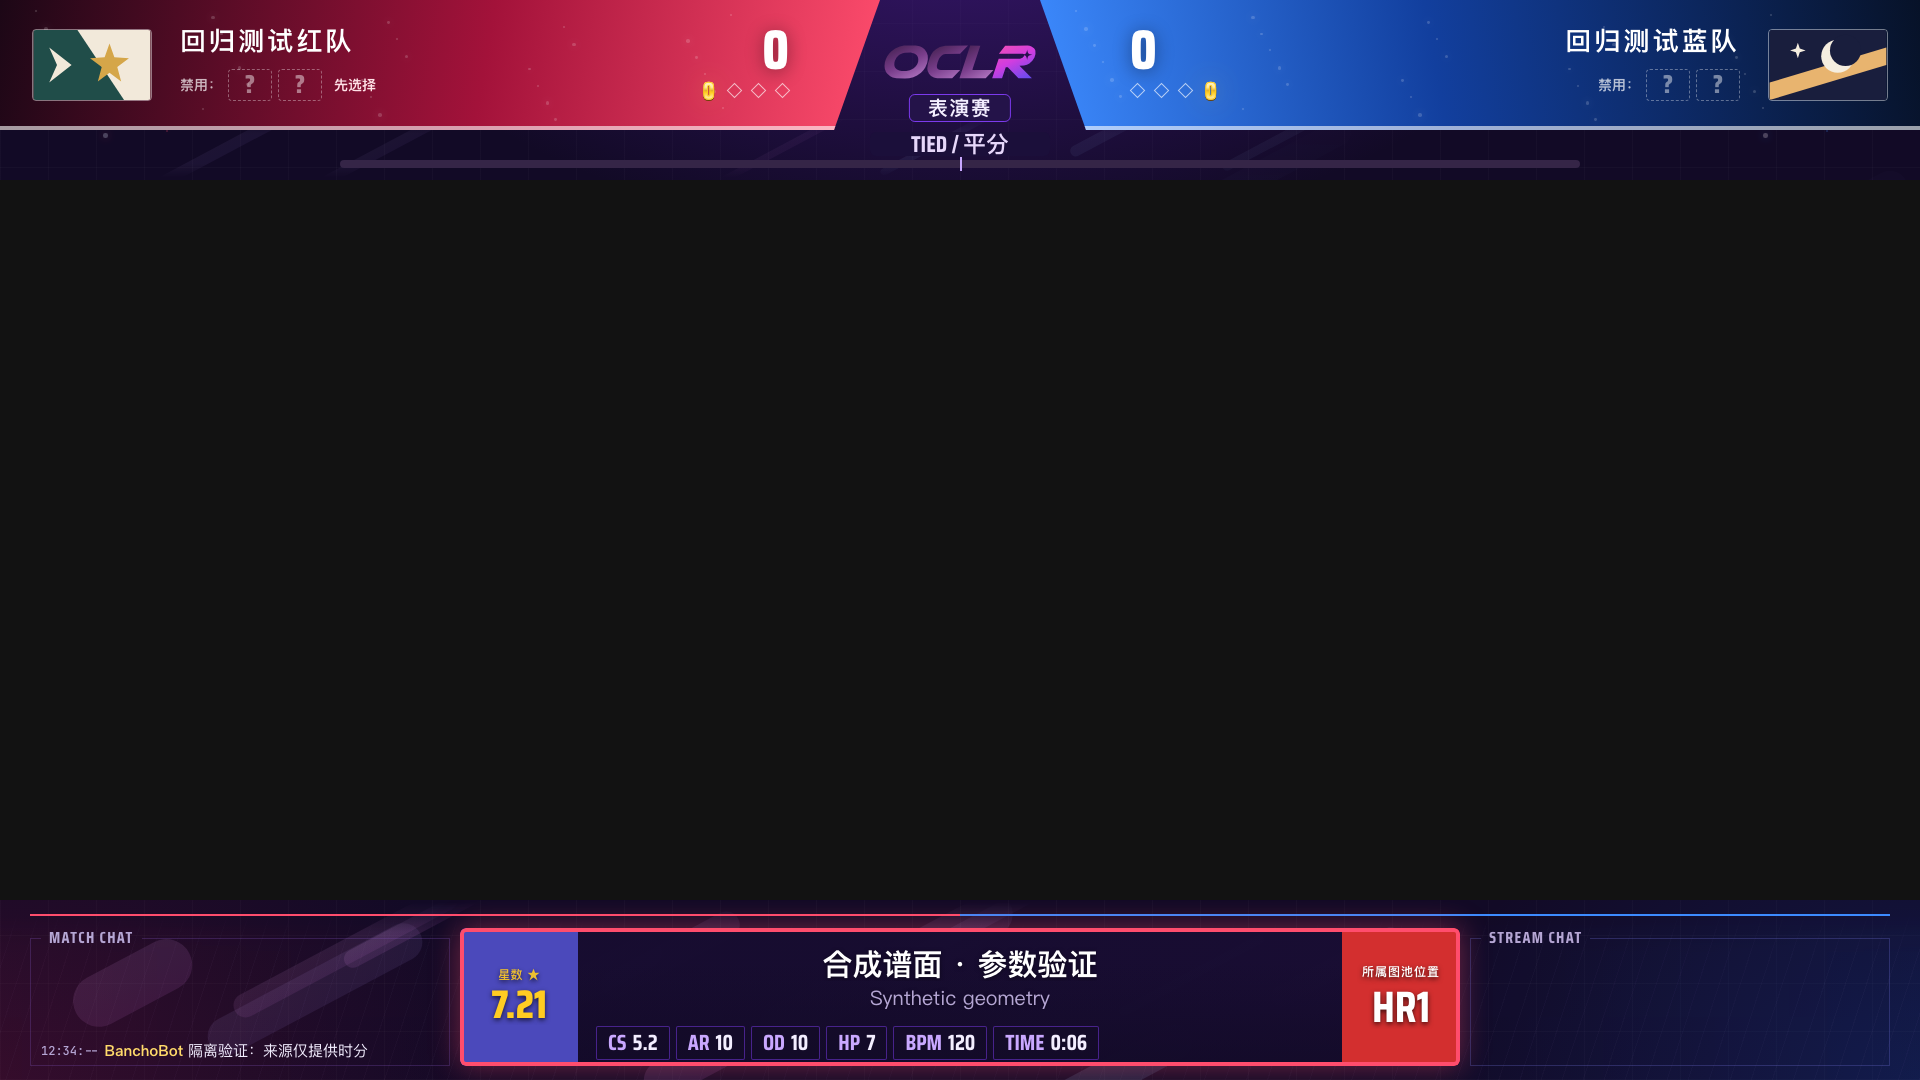 回归测试红队
0
禁用: ? ? 先选择
OCLR
表演赛
TIED / 平分
0
回归测试蓝队
禁用: ? ?
MATCH CHAT
12:34:-- BanchoBot 隔离验证: 来源仅提供时分
星数 ★
7.21
合成谱面 · 参数验证
Synthetic geometry
CS 5.2 AR 10 OD 10 HP 7 BPM 120 TIME 0:06
所属图池位置
HR1
STREAM CHAT